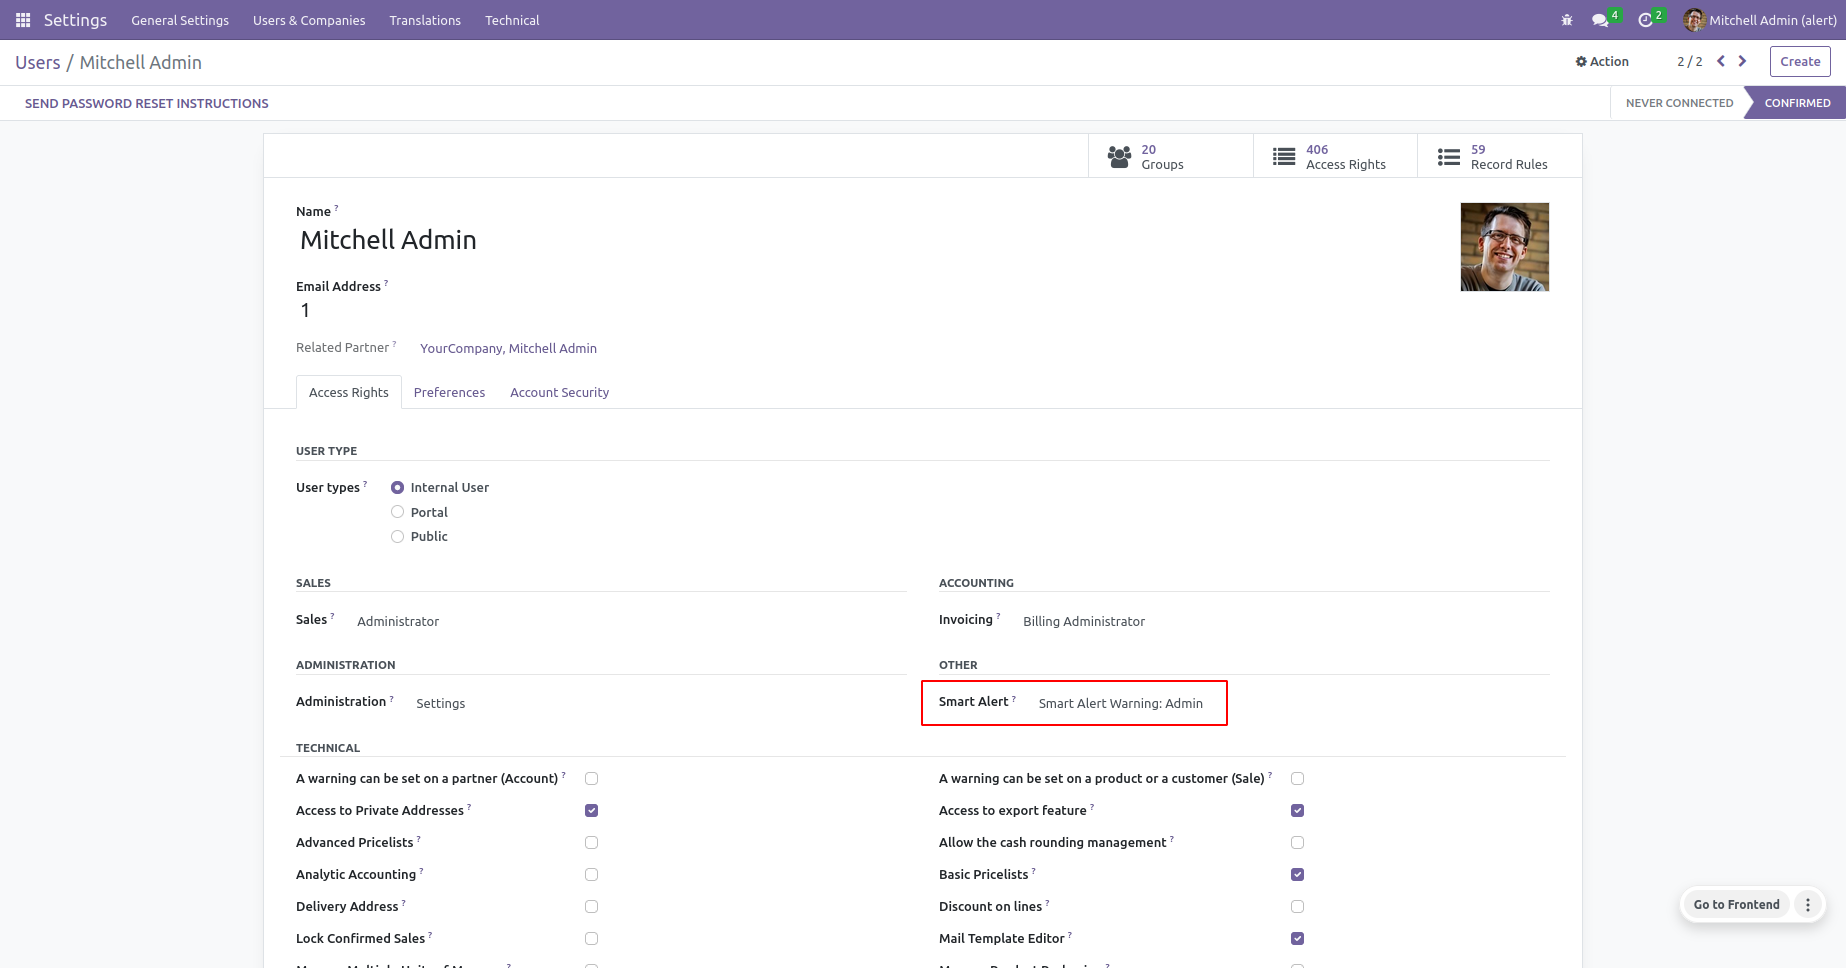 Settings General Settings Users & Companies Translations Technical 4 2 Mitchell Admin (alert)
Users / Mitchell Admin Action 2 / 2 Create
SEND PASSWORD RESET INSTRUCTIONS NEVER CONNECTED CONFIRMED
20 406 59
Groups Access Rights Record Rules
Name ?
Mitchell Admin
Email Address ?
1
Related Partner ? YourCompany, Mitchell Admin
Access Rights Preferences Account Security
USER TYPE
User types ? Internal User
Portal
Public
SALES ACCOUNTING
Sales ? Administrator Invoicing ? Billing Administrator
ADMINISTRATION OTHER
Administration ? Settings Smart Alert ? Smart Alert Warning: Admin
TECHNICAL
A warning can be set on a partner (Account) ? A warning can be set on a product or a customer (Sale) ?
Access to Private Addresses ? Access to export feature ?
Advanced Pricelists ? Allow the cash rounding management ?
Analytic Accounting ? Basic Pricelists ?
Delivery Address ? Discount on lines ?
Go to Frontend
Lock Confirmed Sales ? Mail Template Editor ?